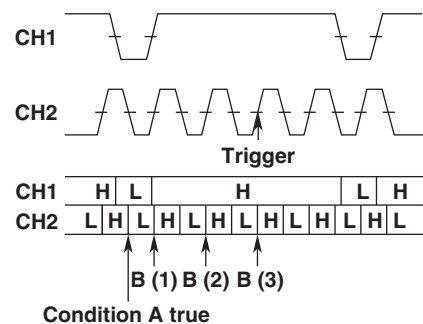 CH1
CH2
Trigger
CH1 H L H L H
CH2 L H L H L H L H L H L H L
B (1) B (2) B (3)
Condition A true